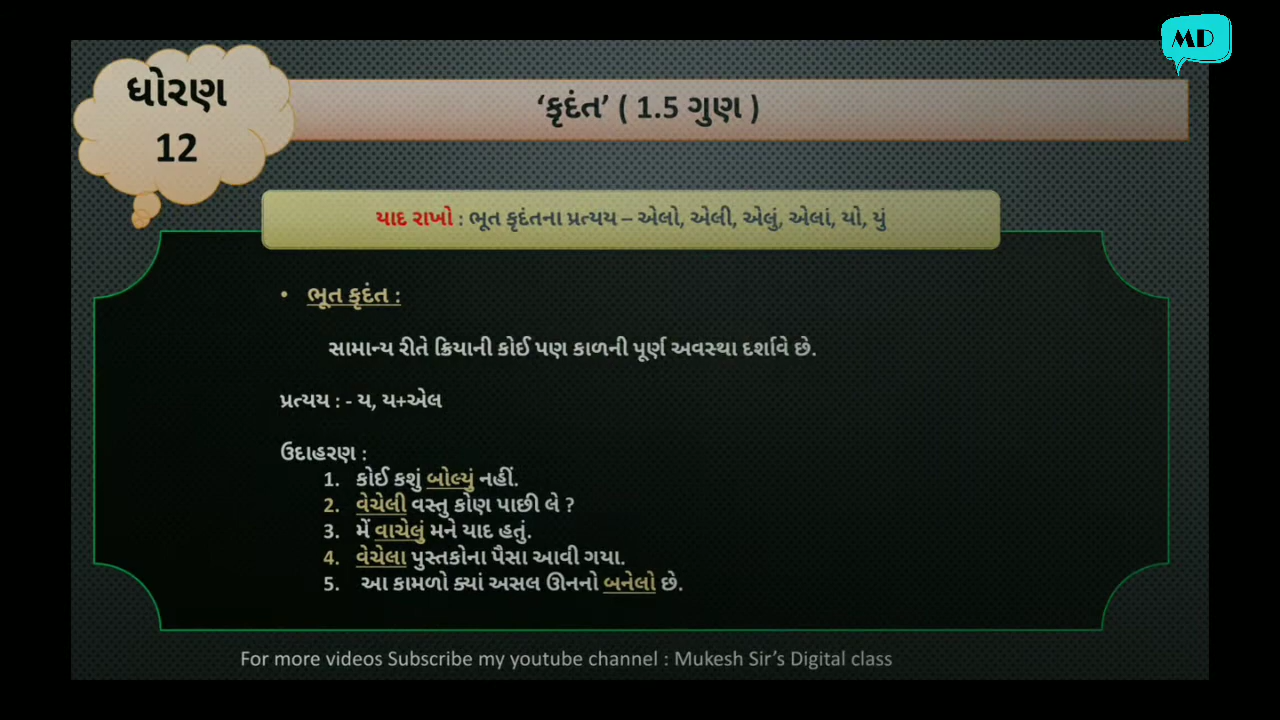 MD
ધોરણ
12
‘કૃદંત’ ( 1.5 ગુણ )
યાદ રાખો : ભૂત કૃદંતના પ્રત્યય – એલો, એલી, એલું, એલાં, યો, યું
• ભૂત કૃદંત :
સામાન્ય રીતે ક્રિયાની કોઈ પણ કાળની પૂર્ણ અવસ્થા દર્શાવે છે.
પ્રત્યય : - ય, ય+એલ
ઉદાહરણ :
1. કોઈ કશું બોલ્યું નહીં.
2. વેચેલી વસ્તુ કોણ પાછી લે ?
3. મેં વાચેલું મને યાદ હતું.
4. વેચેલા પુસ્તકોના પૈસા આવી ગયા.
5. આ કામળો ક્યાં અસલ ઊનનો બનેલો છે.
For more videos Subscribe my youtube channel : Mukesh Sir’s Digital class